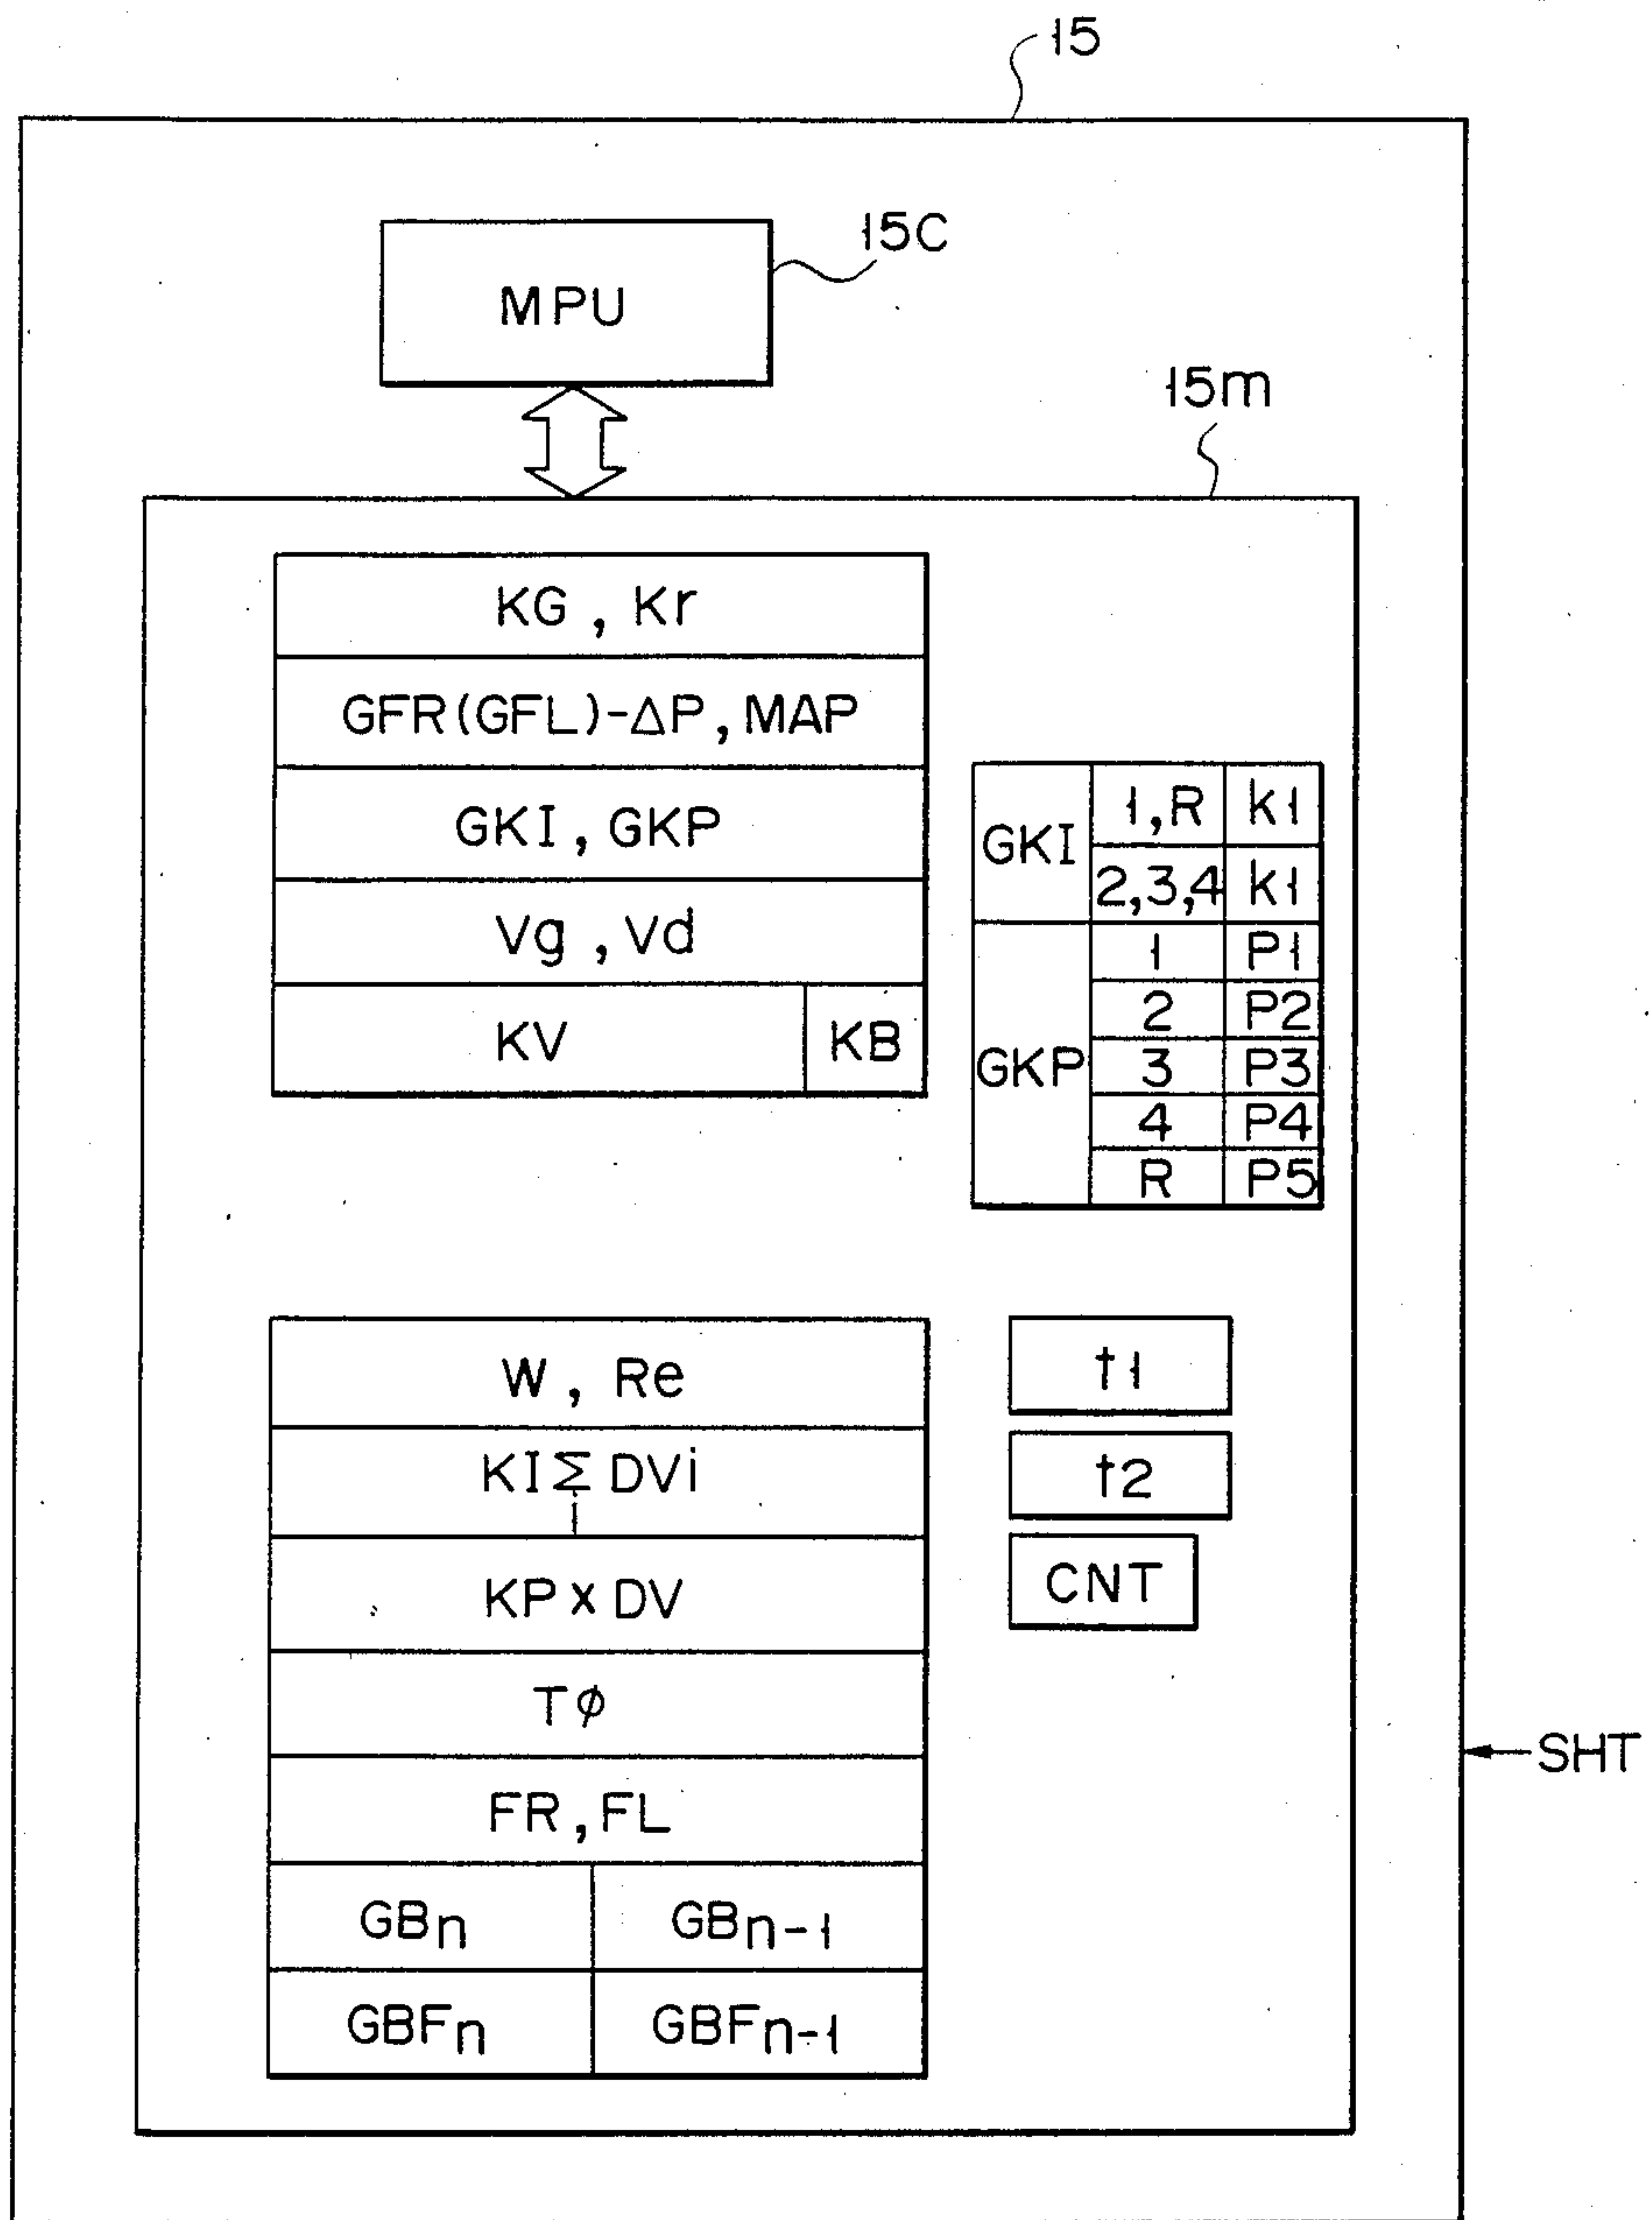 15
15C
MPU
15m
KG, Kr
GFR(GFL)-ΔP, MAP
GKI, GKP
Vg, Vd
KV KB
GKI 1,R k1
2,3,4 k1
GKP 1 P1
2 P2
3 P3
4 P4
R P5
W, Re
KI Σ DVi
i
KP x DV
Tφ
FR, FL
GBn GBn-1
GBFn GBFn-1
t1
t2
CNT
SHT